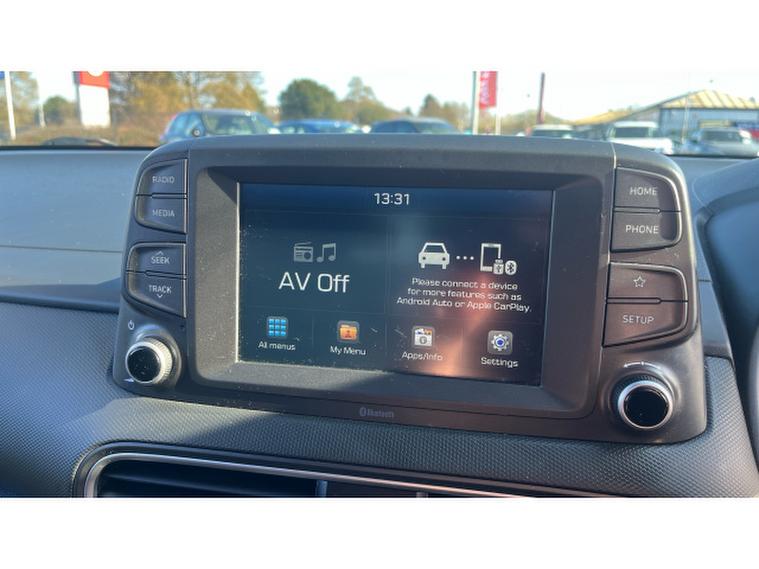 13:31
RADIO
MEDIA
SEEK
TRACK
AV Off
Please connect a device
for more features such as
Android Auto or Apple CarPlay.
All menus
My Menu
Apps/Info
Settings
HOME
PHONE
SETUP
Bluetooth